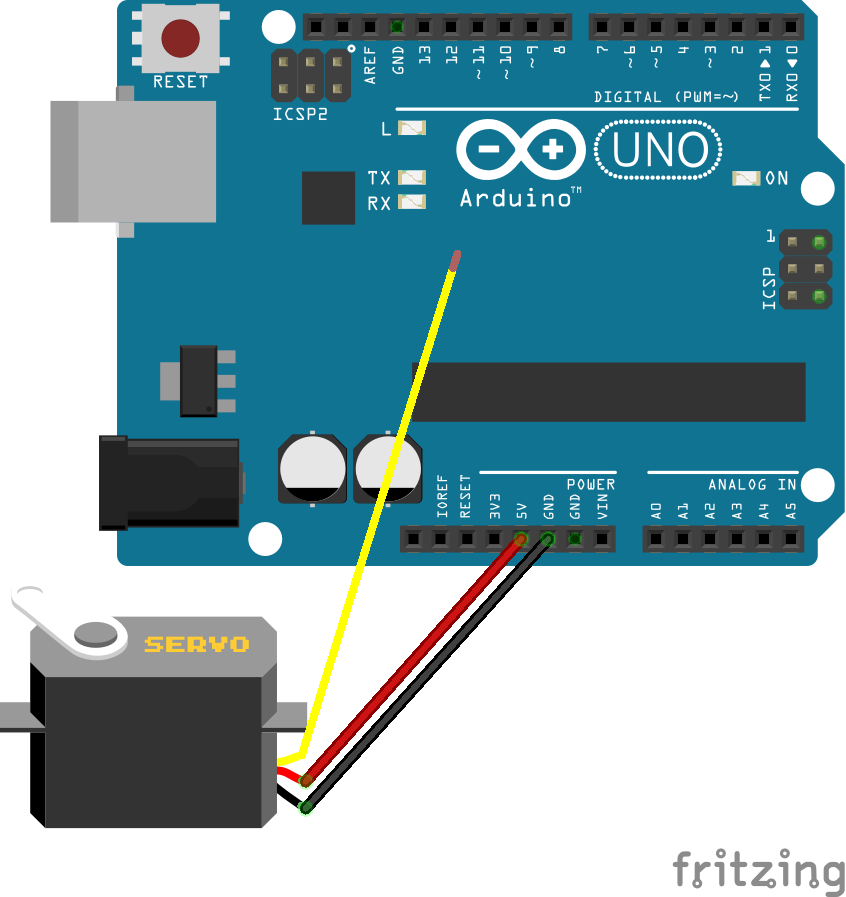 RESET
AREF
GND
13
12
~11
~10
~9
8
7
~6
~5
4
~3
2
TX0▶1
RX0◀0
ICSP2
DIGITAL (PWM=~)
L
TX
RX
UNO
Arduino™
ON
1
ICSP
POWER
ANALOG IN
IOREF
RESET
3V3
5V
GND
GND
VIN
A0
A1
A2
A3
A4
A5
SERVO
fritzing